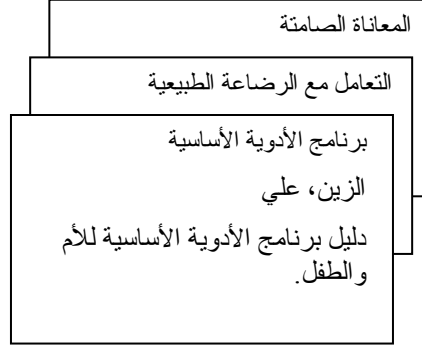 المعاناة الصامتة
التعامل مع الرضاعة الطبيعية
برنامج الأدوية الأساسية
الزين، علي
دليل برنامج الأدوية الأساسية للأم
والطفل.